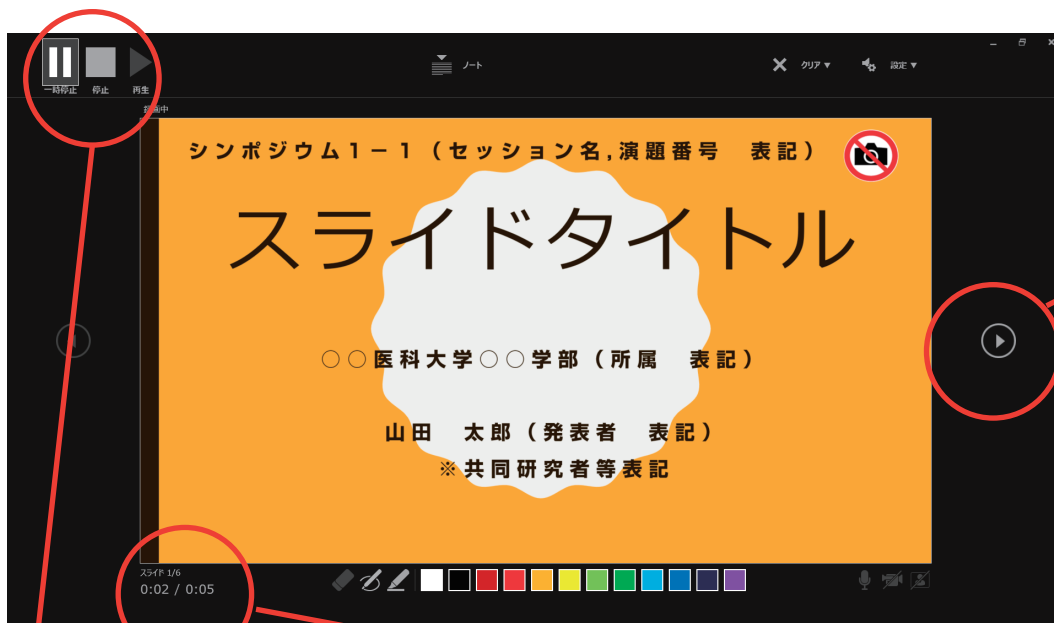 一時停止 停止 再生
ノート
クリア ▼ 設定 ▼
録画中
シンポジウム１－１（セッション名,演題番号　表記）
スライドタイトル
○○医科大学○○学部（所属　表記）
山田　太郎（発表者　表記）
※共同研究者等表記
スライド 1/6
0:02 / 0:05